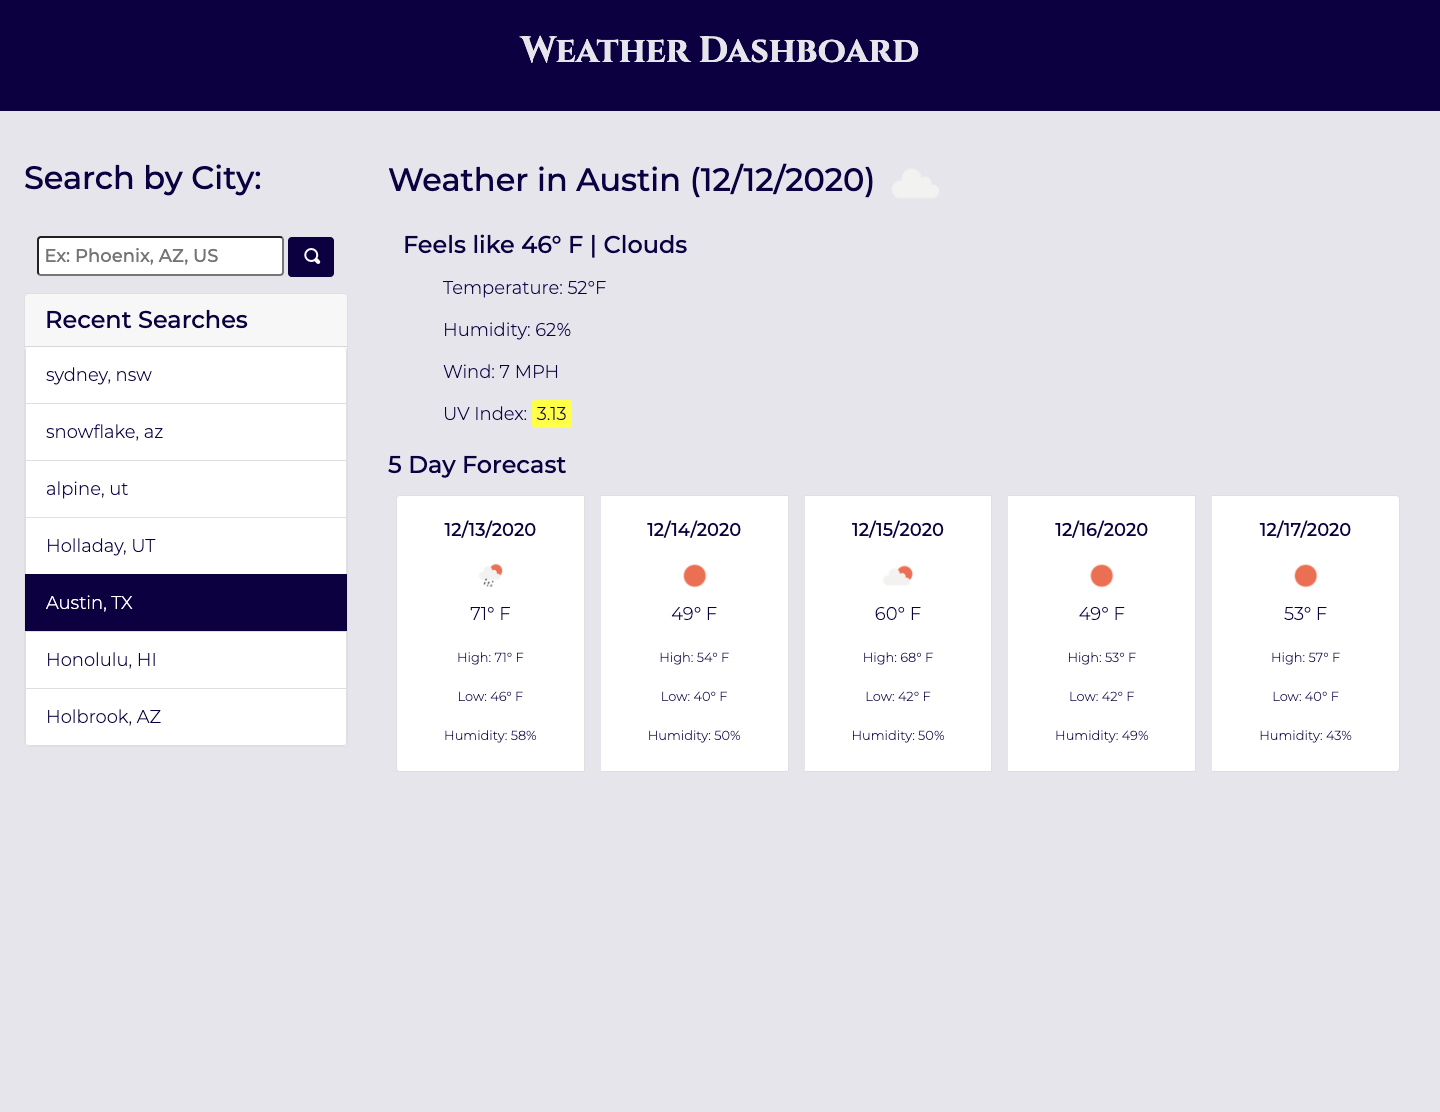 Weather Dashboard
Search by City:
Ex: Phoenix, AZ, US
Recent Searches
sydney, nsw
snowflake, az
alpine, ut
Holladay, UT
Austin, TX
Honolulu, HI
Holbrook, AZ
Weather in Austin (12/12/2020)
Feels like 46° F | Clouds
Temperature: 52°F
Humidity: 62%
Wind: 7 MPH
UV Index: 3.13
5 Day Forecast
12/13/2020
71° F
High: 71° F
Low: 46° F
Humidity: 58%
12/14/2020
49° F
High: 54° F
Low: 40° F
Humidity: 50%
12/15/2020
60° F
High: 68° F
Low: 42° F
Humidity: 50%
12/16/2020
49° F
High: 53° F
Low: 42° F
Humidity: 49%
12/17/2020
53° F
High: 57° F
Low: 40° F
Humidity: 43%